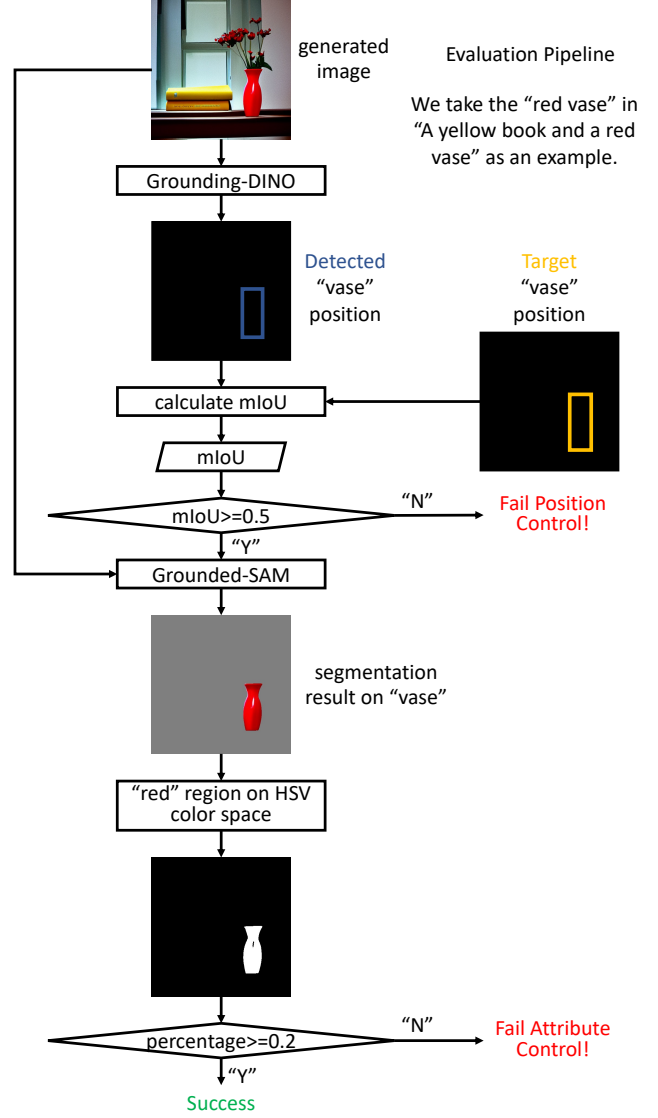 generated
image
Evaluation Pipeline
We take the “red vase” in
“A yellow book and a red
vase” as an example.
Grounding-DINO
Detected
“vase”
position
Target
“vase”
position
calculate mIoU
mIoU
mIoU>=0.5
“N”
Fail Position
Control!
“Y”
Grounded-SAM
segmentation
result on “vase”
“red” region on HSV
color space
percentage>=0.2
“N”
Fail Attribute
Control!
“Y”
Success